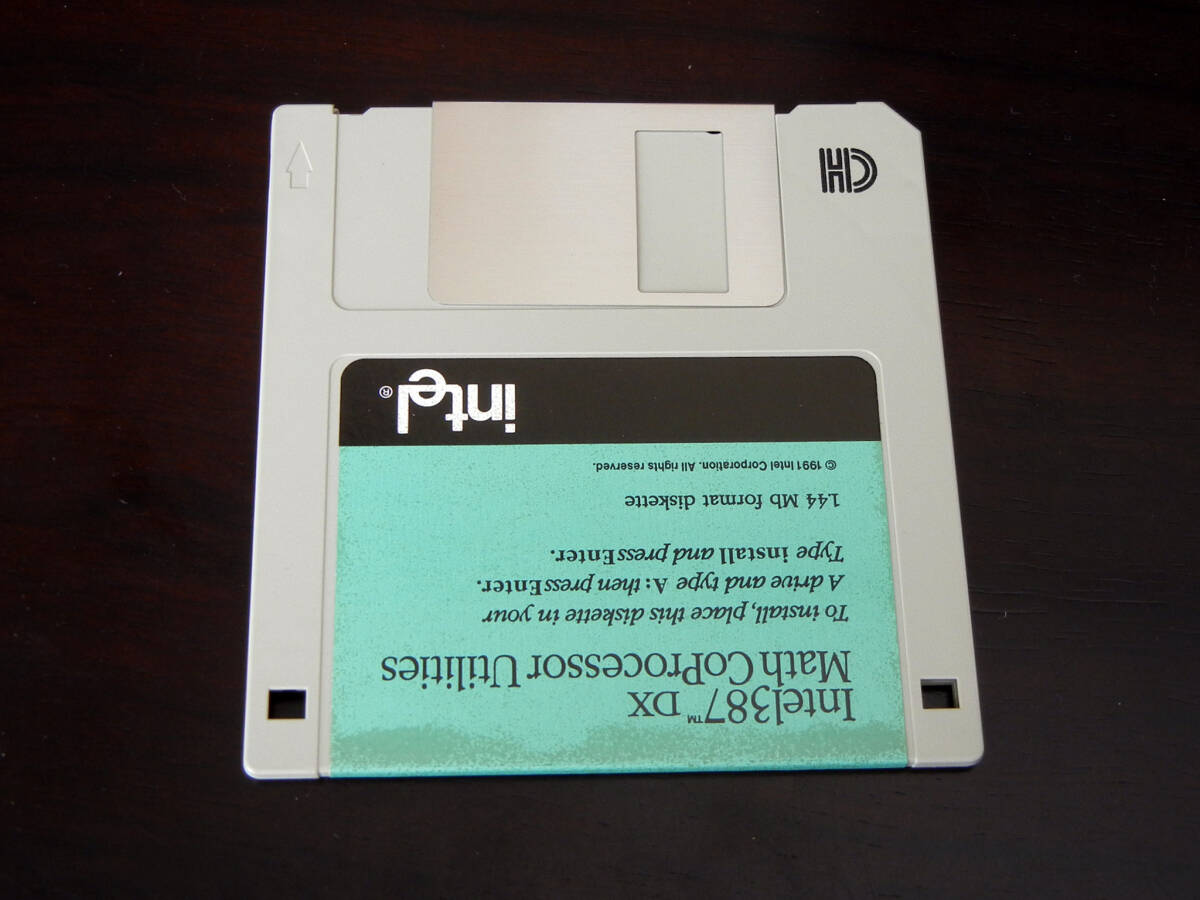 HD
Intel387™ DX
Math CoProcessor Utilities
To install, place this diskette in your
A drive and type A: then press Enter.
Type install and press Enter.
1.44 Mb format diskette
© 1991 Intel Corporation. All rights reserved.
intel®